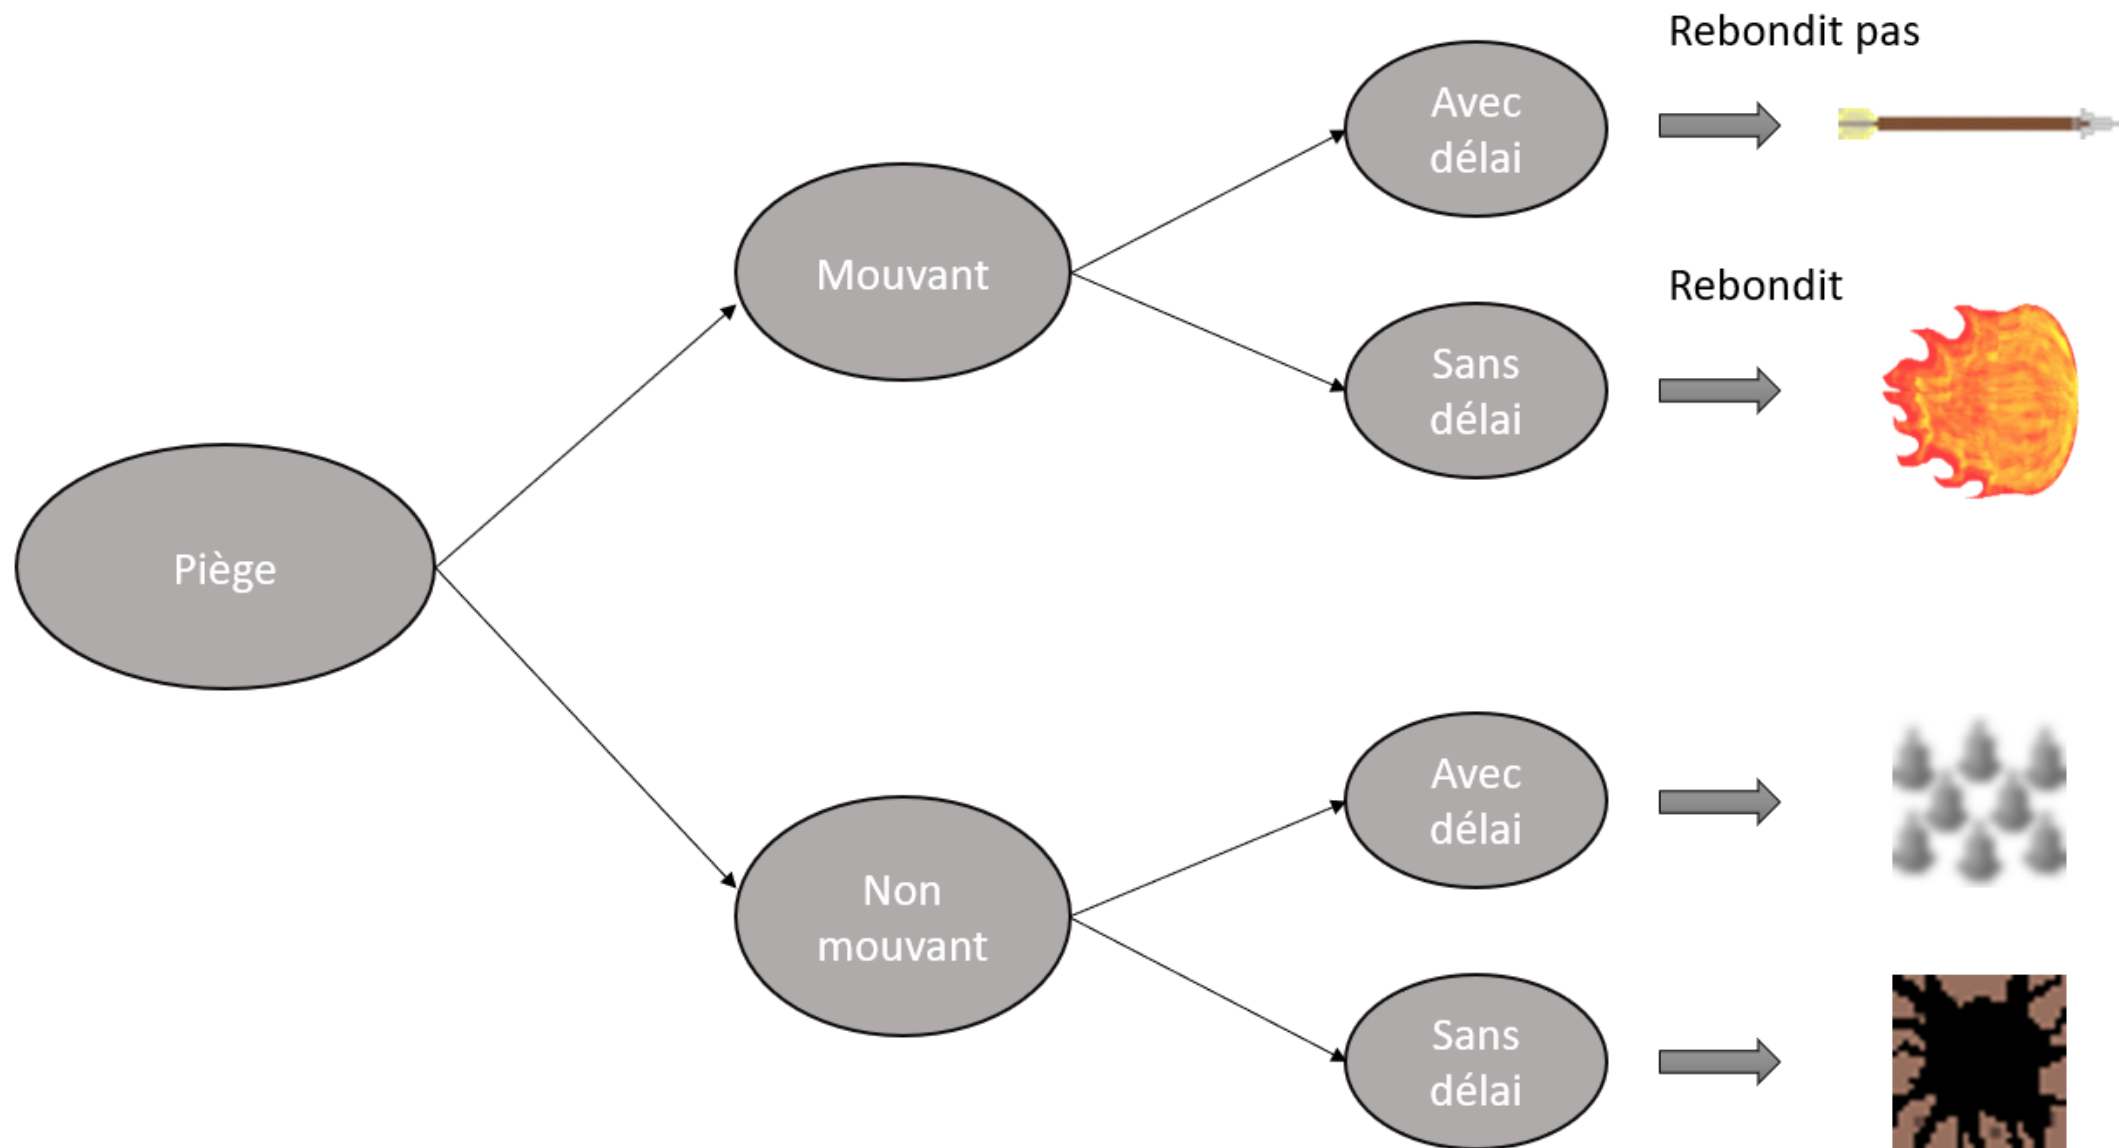 Piège
Mouvant
Avec
délai
Rebondit pas
Sans
délai
Rebondit
Non
mouvant
Avec
délai
Sans
délai